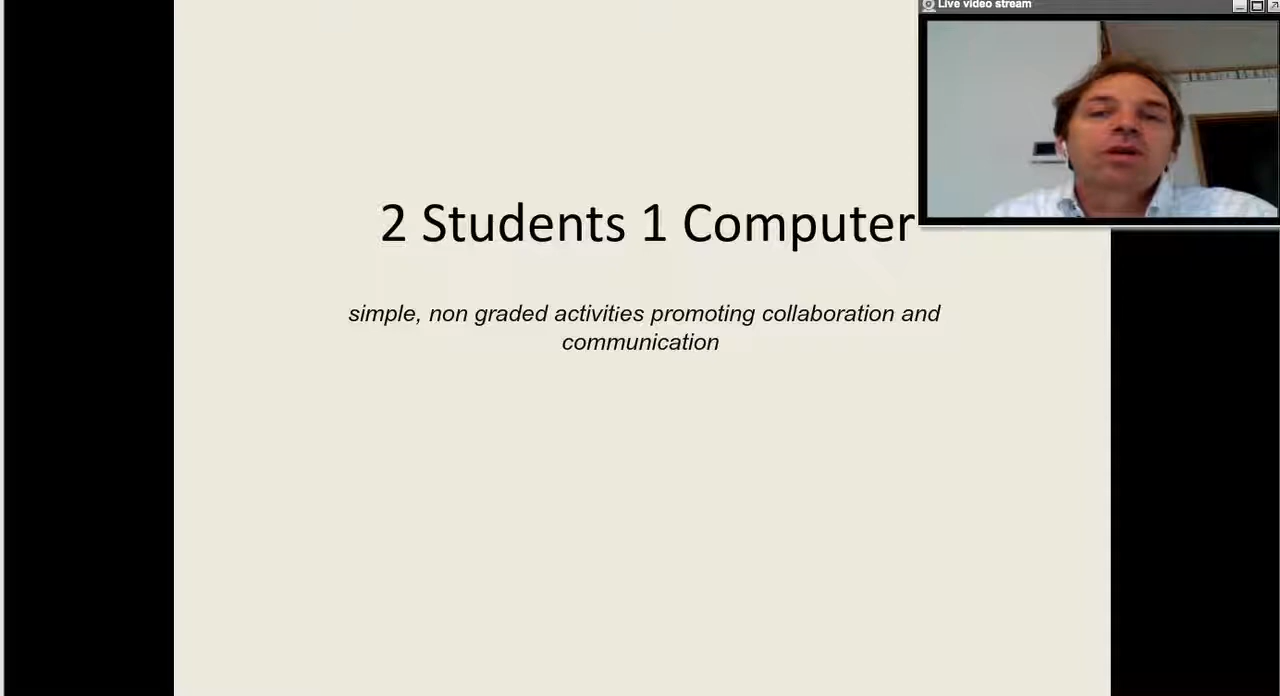 Live video stream
2 Students 1 Computer
simple, non graded activities promoting collaboration and
communication